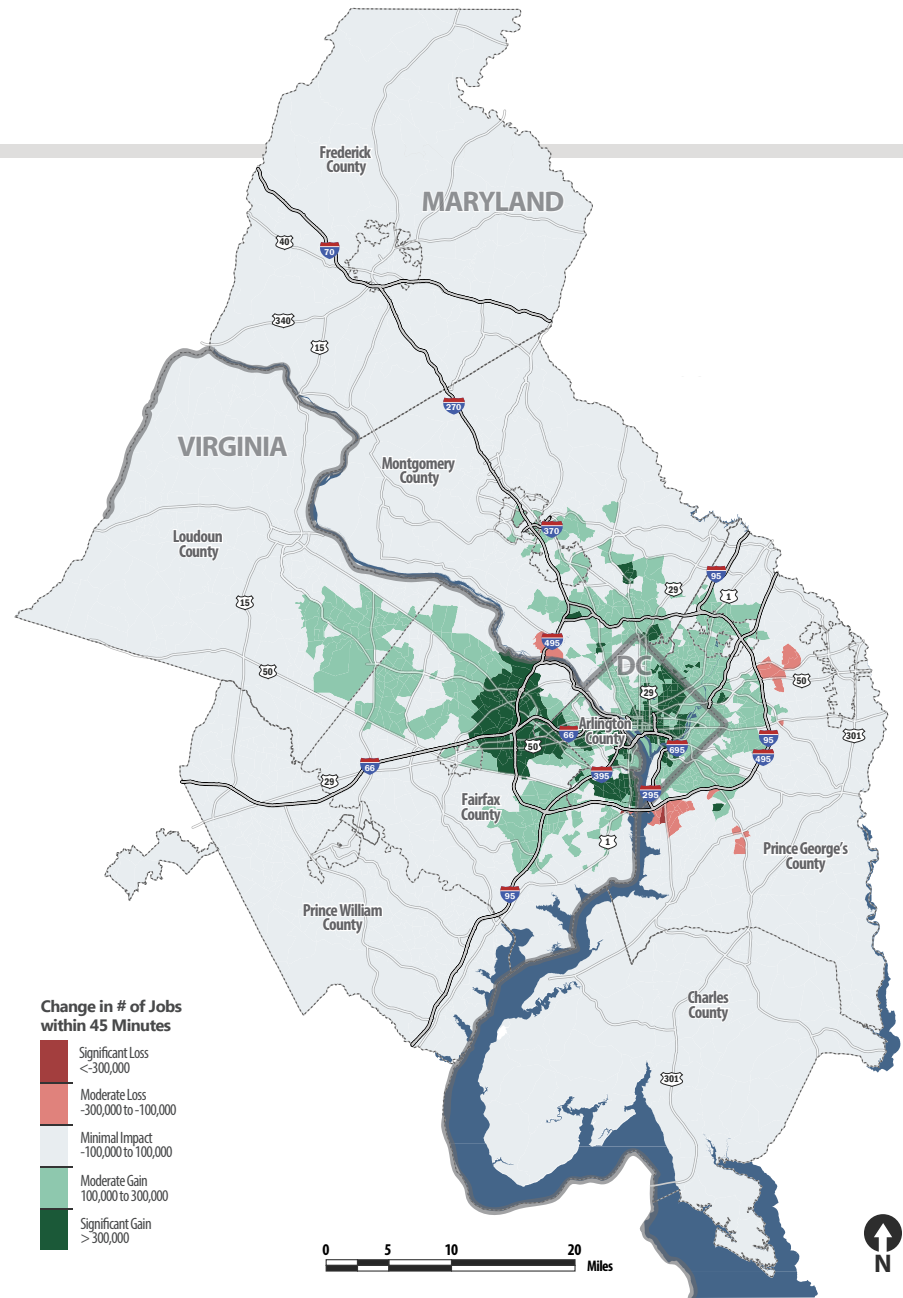 Frederick
County
MARYLAND
40
70
340
15
270
VIRGINIA
Montgomery
County
370
Loudoun
County
95
29
1
15
495
DC
50
50
29
Arlington
County
301
66
50
695
95
66
395
495
29
295
Fairfax
County
1
Prince George's
County
95
Prince William
County
Charles
County
Change in # of Jobs
within 45 Minutes
Significant Loss
<-300,000
Moderate Loss
-300,000 to -100,000
301
Minimal Impact
-100,000 to 100,000
Moderate Gain
100,000 to 300,000
Significant Gain
> 300,000
0 5 10 20
Miles
N